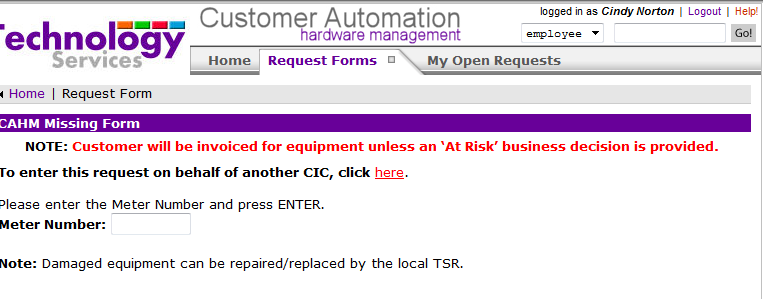 Technology
Services
Customer Automation
hardware management
logged in as Cindy Norton | Logout | Help!
employee Go!
Home Request Forms My Open Requests
Home | Request Form
CAHM Missing Form
NOTE: Customer will be invoiced for equipment unless an ‘At Risk’ business decision is provided.
To enter this request on behalf of another CIC, click here.
Please enter the Meter Number and press ENTER.
Meter Number:
Note: Damaged equipment can be repaired/replaced by the local TSR.